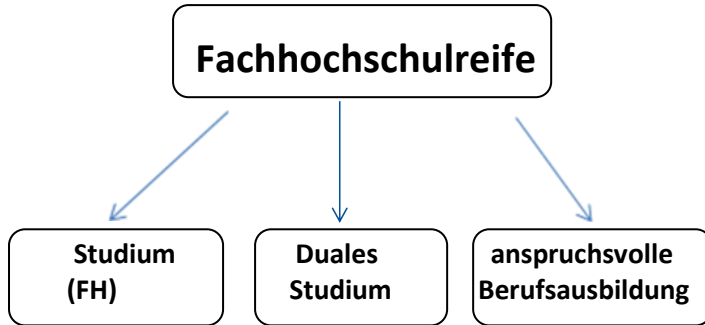 Fachhochschulreife
Studium
(FH)
Duales
Studium
anspruchsvolle
Berufsausbildung